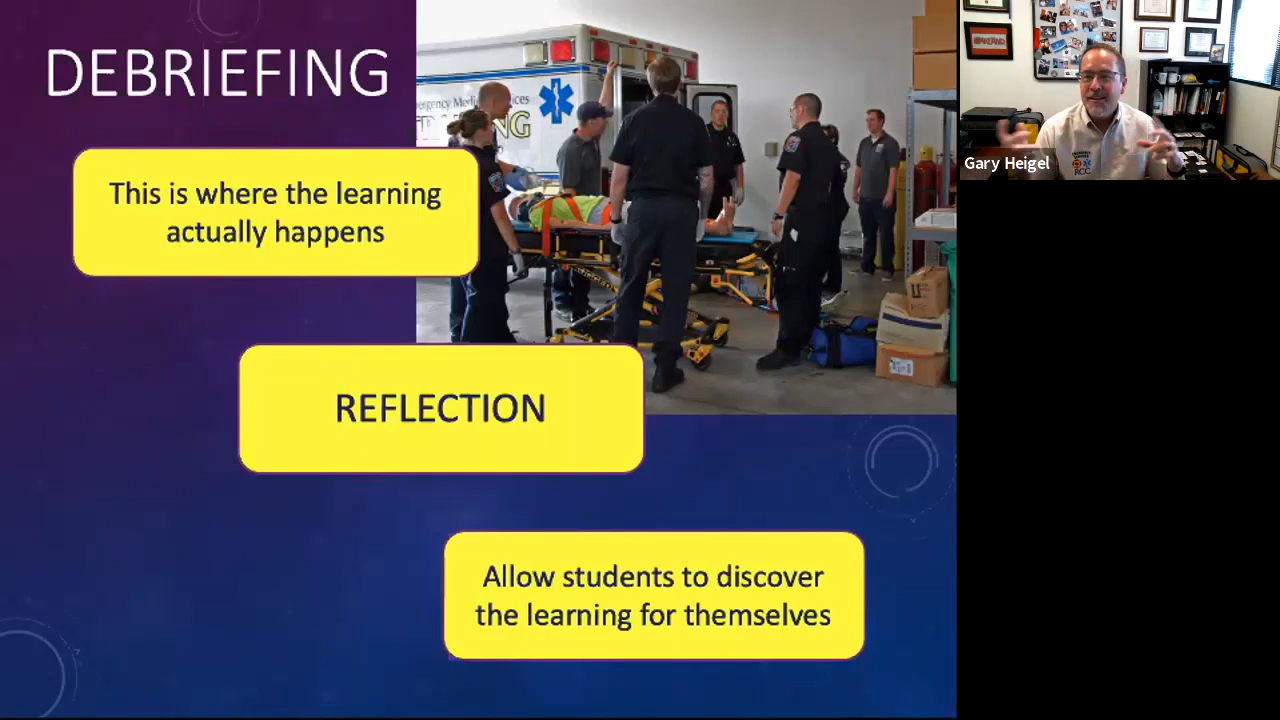 DEBRIEFING
This is where the learning
actually happens
REFLECTION
Allow students to discover
the learning for themselves
Gary Heigel
RCC